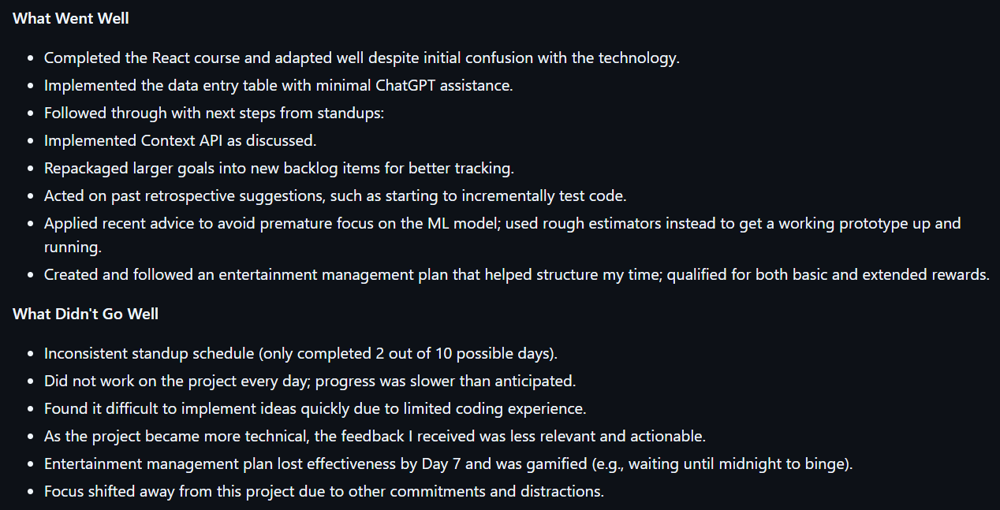 What Went Well
Completed the React course and adapted well despite initial confusion with the technology.
Implemented the data entry table with minimal ChatGPT assistance.
Followed through with next steps from standups:
Implemented Context API as discussed.
Repackaged larger goals into new backlog items for better tracking.
Acted on past retrospective suggestions, such as starting to incrementally test code.
Applied recent advice to avoid premature focus on the ML model; used rough estimators instead to get a working prototype up and
running.
Created and followed an entertainment management plan that helped structure my time; qualified for both basic and extended rewards.
What Didn't Go Well
Inconsistent standup schedule (only completed 2 out of 10 possible days).
Did not work on the project every day; progress was slower than anticipated.
Found it difficult to implement ideas quickly due to limited coding experience.
As the project became more technical, the feedback I received was less relevant and actionable.
Entertainment management plan lost effectiveness by Day 7 and was gamified (e.g., waiting until midnight to binge).
Focus shifted away from this project due to other commitments and distractions.